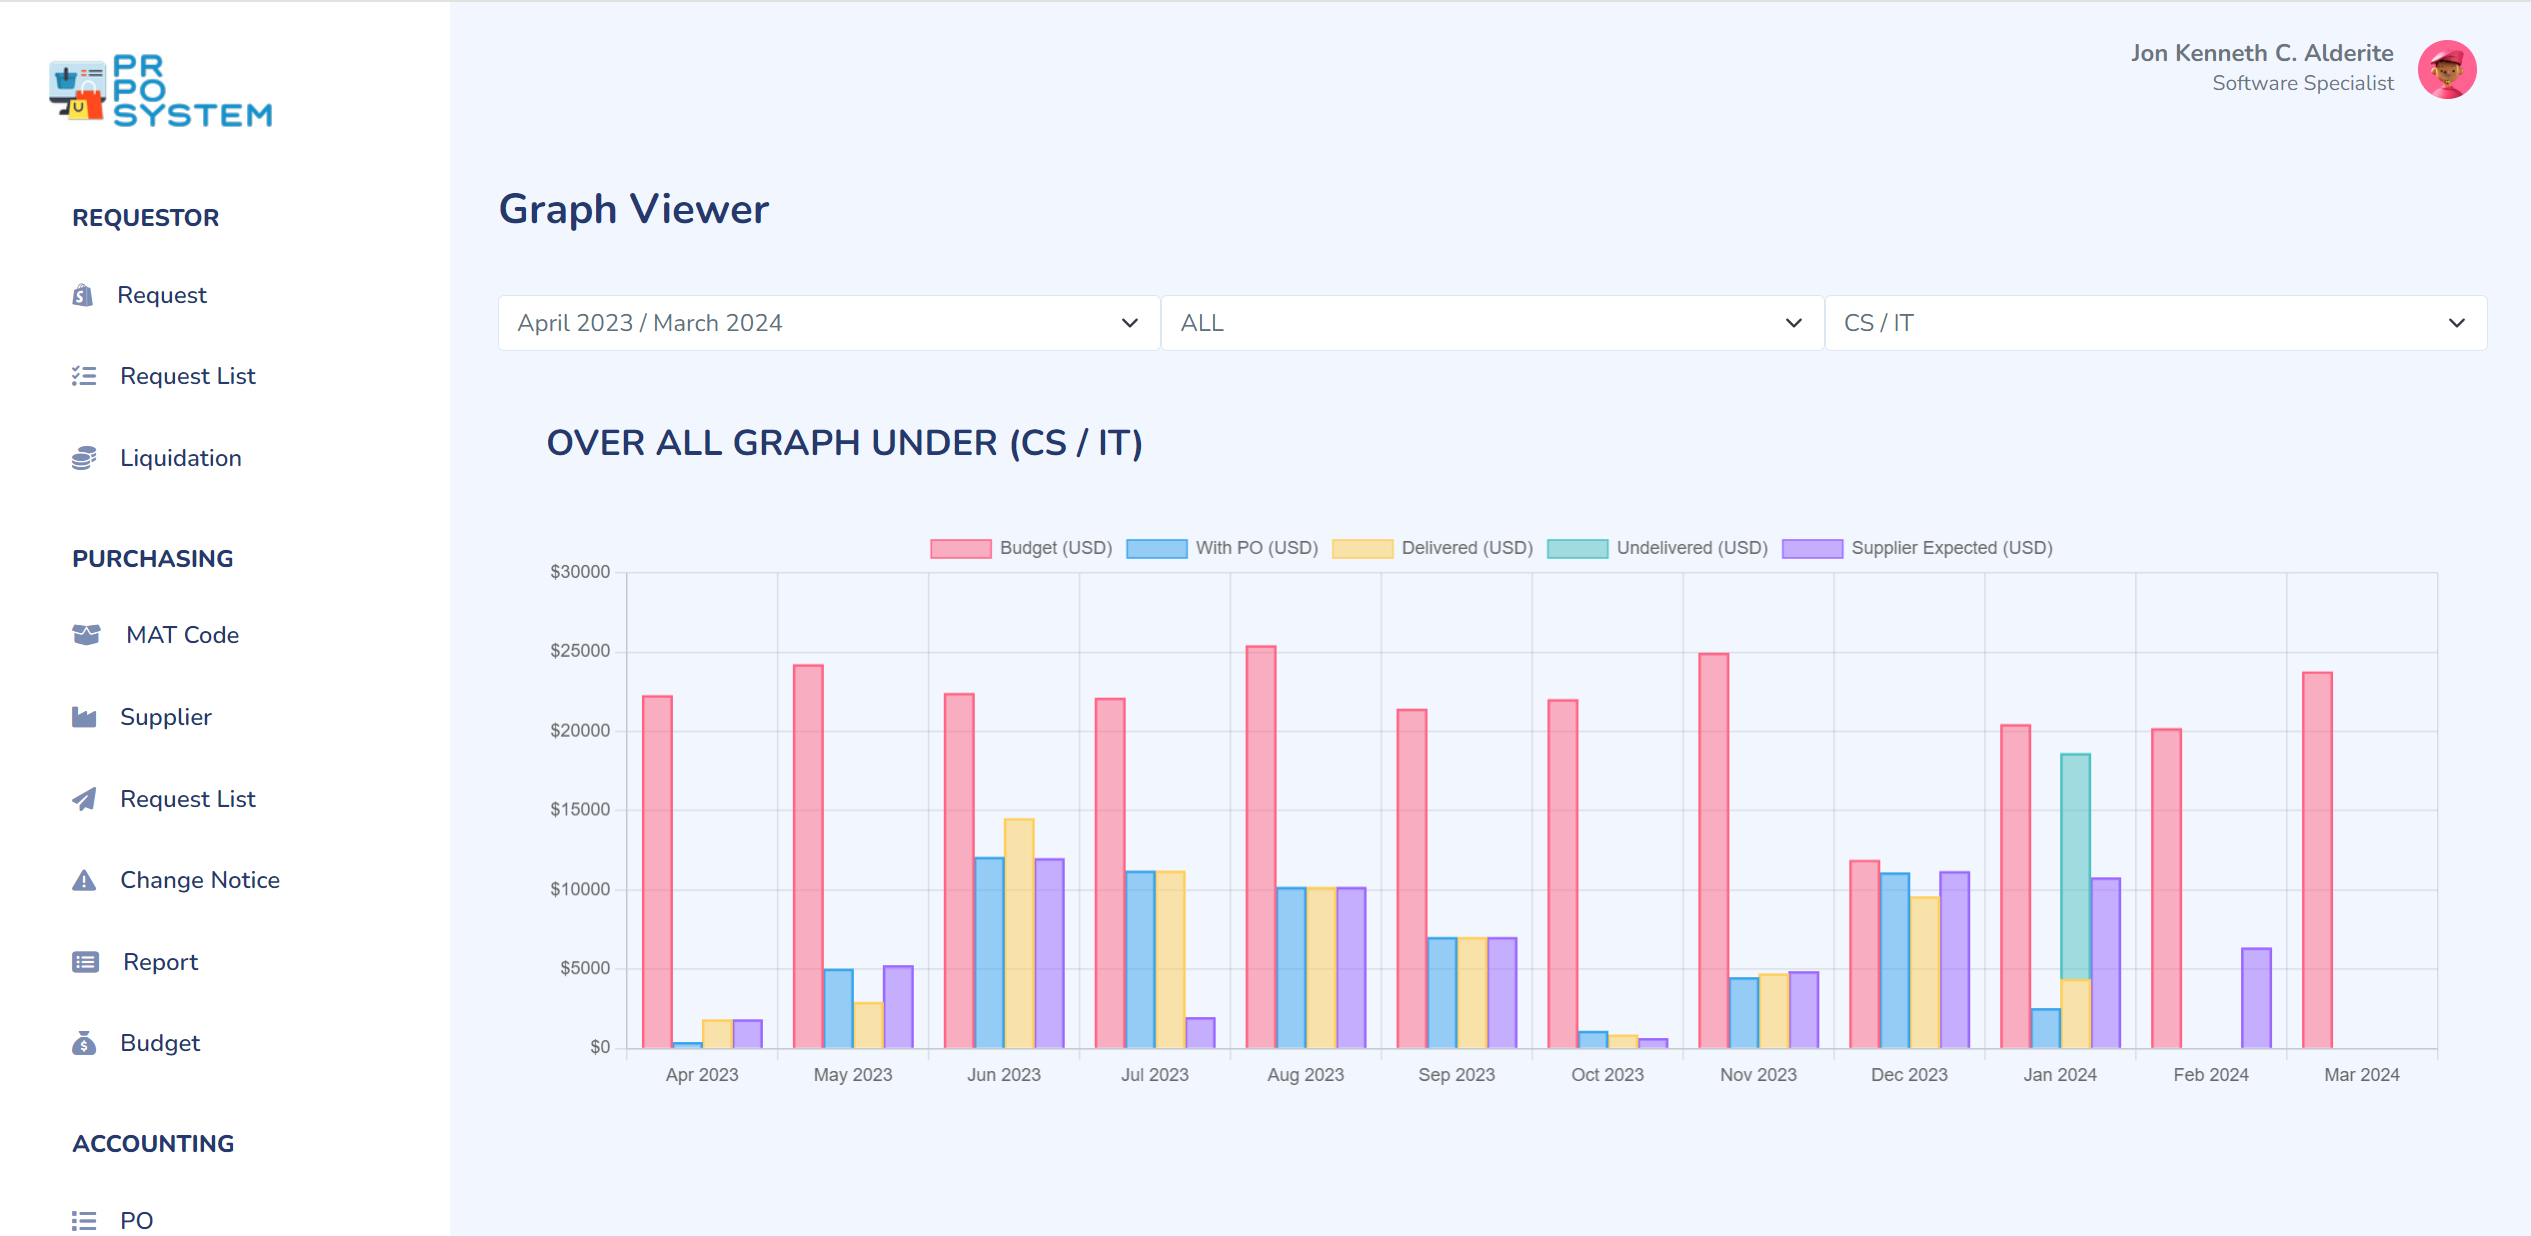 PR
PO
SYSTEM
Jon Kenneth C. Alderite
Software Specialist
REQUESTOR
Request
Request List
Liquidation
PURCHASING
MAT Code
Supplier
Request List
Change Notice
Report
Budget
ACCOUNTING
PO
Graph Viewer
April 2023 / March 2024
ALL
CS / IT
OVER ALL GRAPH UNDER (CS / IT)
Budget (USD) With PO (USD) Delivered (USD) Undelivered (USD) Supplier Expected (USD)
$30000
$25000
$20000
$15000
$10000
$5000
$0
Apr 2023 May 2023 Jun 2023 Jul 2023 Aug 2023 Sep 2023 Oct 2023 Nov 2023 Dec 2023 Jan 2024 Feb 2024 Mar 2024